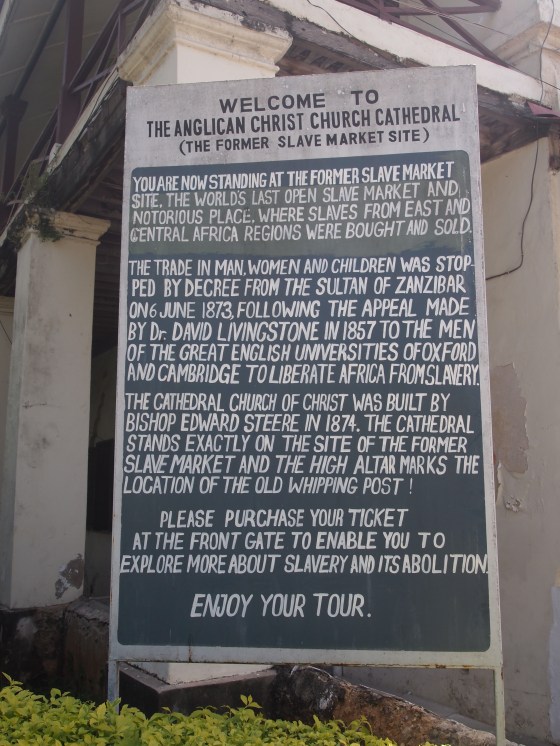 WELCOME TO
THE ANGLICAN CHRIST CHURCH CATHEDRAL
(THE FORMER SLAVE MARKET SITE)
YOU ARE NOW STANDING AT THE FORMER SLAVE MARKET
SITE, THE WORLD'S LAST OPEN SLAVE MARKET AND,
NOTORIOUS PLACE, WHERE SLAVES FROM EAST AND
CENTRAL AFRICA REGIONS WERE BOUGHT AND SOLD.
THE TRADE IN MAN, WOMEN AND CHILDREN WAS STOP-
PED BY DECREE FROM THE SULTAN OF ZANZIBAR
ON 6 JUNE 1873, FOLLOWING THE APPEAL MADE
BY Dr. DAVID LIVINGSTONE IN 1857 TO THE MEN
OF THE GREAT ENGLISH UNIVERSITIES OF OXFORD
AND CAMBRIDGE TO LIBERATE AFRICA FROM SLAVERY.
THE CATHEDRAL CHURCH OF CHRIST WAS BUILT BY
BISHOP EDWARD STEERE IN 1874. THE CATHEDRAL
STANDS EXACTLY ON THE SITE OF THE FORMER
SLAVE MARKET AND THE HIGH ALTAR MARKS THE
LOCATION OF THE OLD WHIPPING POST !
PLEASE PURCHASE YOUR TICKET
AT THE FRONT GATE TO ENABLE YOU TO
EXPLORE MORE ABOUT SLAVERY AND ITS ABOLITION.
ENJOY YOUR TOUR.